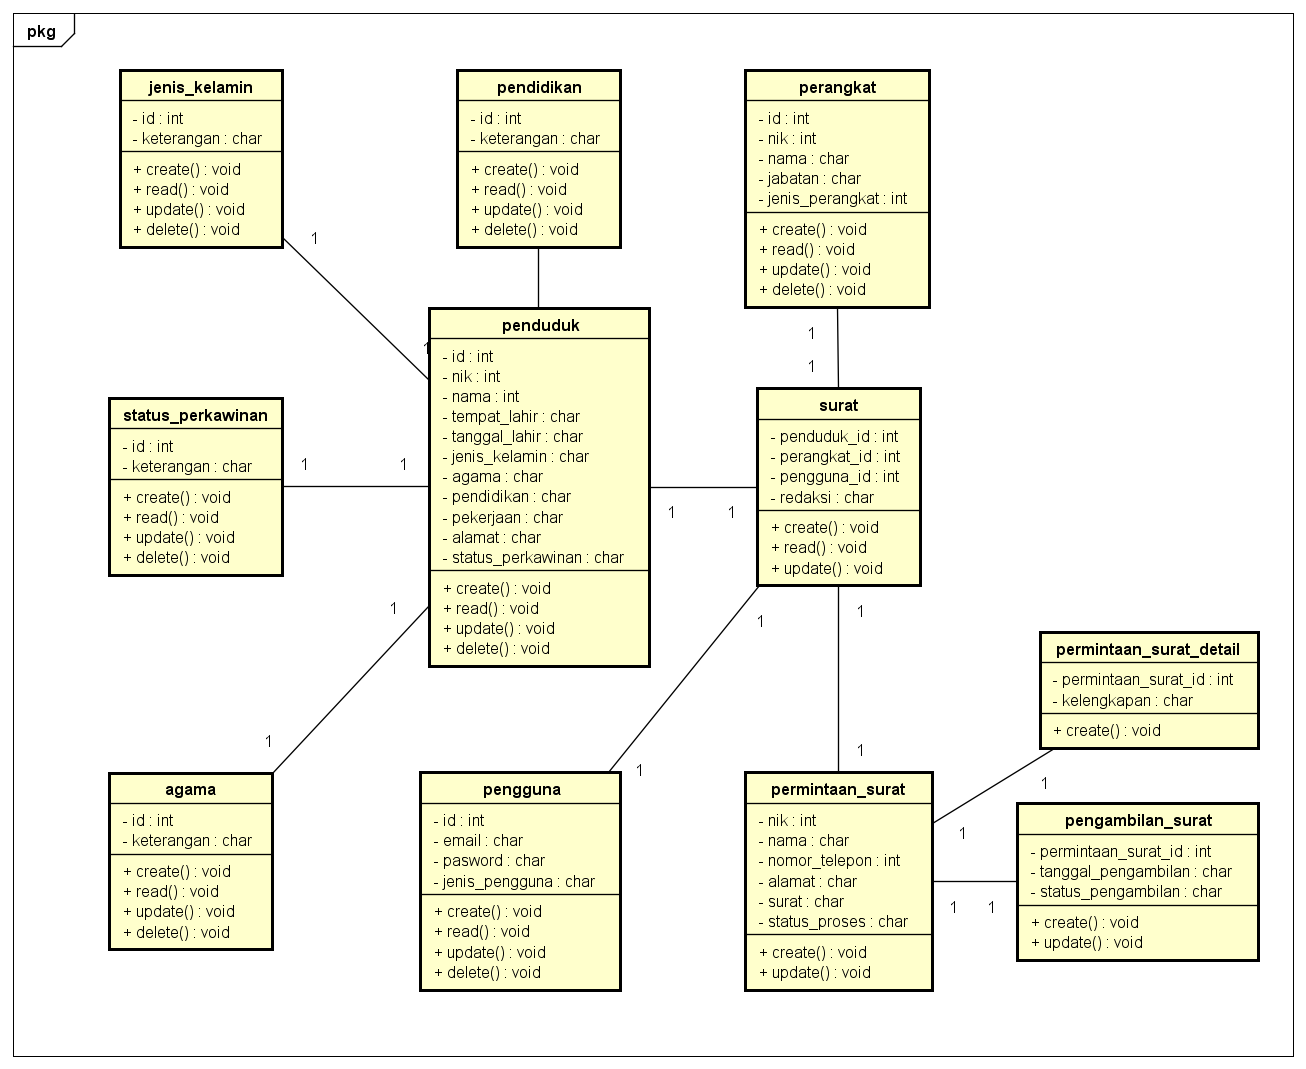 pkg
jenis_kelamin
- id : int
- keterangan : char
+ create() : void
+ read() : void
+ update() : void
+ delete() : void
pendidikan
- id : int
- keterangan : char
+ create() : void
+ read() : void
+ update() : void
+ delete() : void
perangkat
- id : int
- nik : int
- nama : char
- jabatan : char
- jenis_perangkat : int
+ create() : void
+ read() : void
+ update() : void
+ delete() : void
1
1
1
1
penduduk
- id : int
- nik : int
- nama : int
- tempat_lahir : char
- tanggal_lahir : char
- jenis_kelamin : char
- agama : char
- pendidikan : char
- pekerjaan : char
- alamat : char
- status_perkawinan : char
+ create() : void
+ read() : void
+ update() : void
+ delete() : void
status_perkawinan
- id : int
- keterangan : char
+ create() : void
+ read() : void
+ update() : void
+ delete() : void
1
1
surat
- penduduk_id : int
- perangkat_id : int
- pengguna_id : int
- redaksi : char
+ create() : void
+ read() : void
+ update() : void
1
1
1
1
1
1
1
1
agama
- id : int
- keterangan : char
+ create() : void
+ read() : void
+ update() : void
+ delete() : void
pengguna
- id : int
- email : char
- pasword : char
- jenis_pengguna : char
+ create() : void
+ read() : void
+ update() : void
+ delete() : void
permintaan_surat
- nik : int
- nama : char
- nomor_telepon : int
- alamat : char
- surat : char
- status_proses : char
+ create() : void
+ update() : void
permintaan_surat_detail
- permintaan_surat_id : int
- kelengkapan : char
+ create() : void
1
1
pengambilan_surat
- permintaan_surat_id : int
- tanggal_pengambilan : char
- status_pengambilan : char
+ create() : void
+ update() : void
1
1